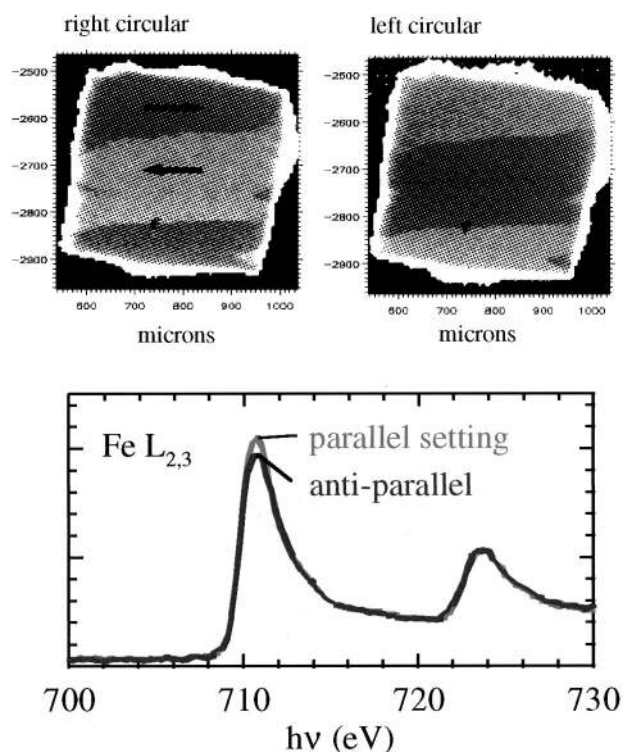 right circular
left circular
-2500
-2600
-2700
-2800
-2900
600 700 800 900 1000
microns
-2500
-2600
-2700
-2800
-2900
600 700 800 900 1000
microns
Fe L2,3
parallel setting
anti-parallel
700 710 720 730
hν (eV)